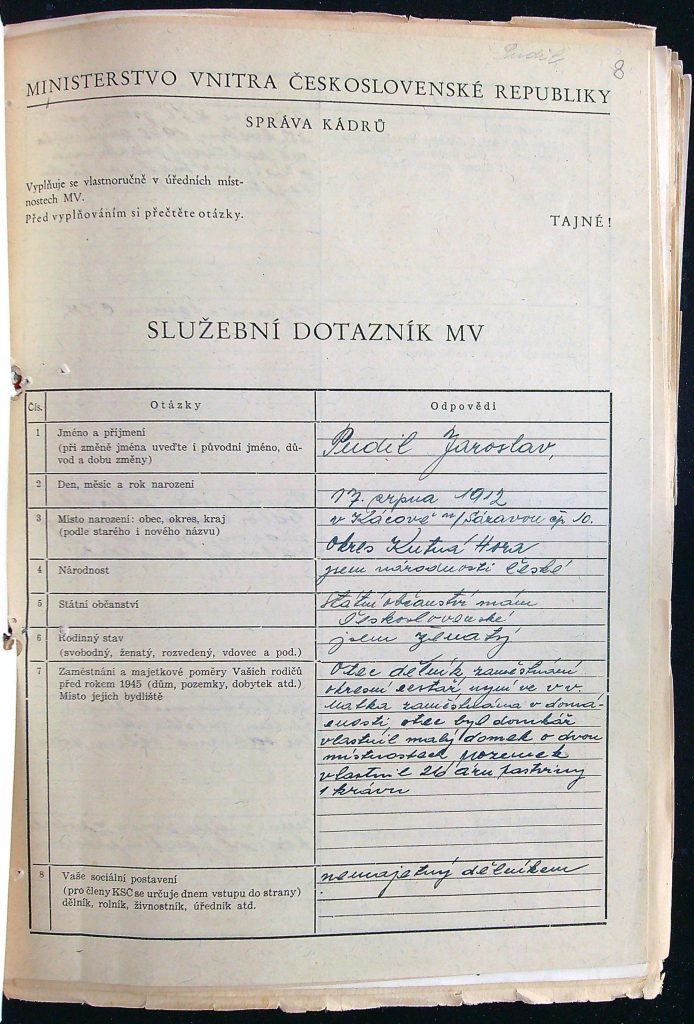 Pudil
8
MINISTERSTVO VNITRA ČESKOSLOVENSKÉ REPUBLIKY
SPRÁVA KÁDRŮ
Vyplňuje se vlastnoručně v úředních míst-
nostech MV.
Před vyplňováním si přečtěte otázky.
TAJNÉ!
SLUŽEBNÍ DOTAZNÍK MV
Čís. Otázky Odpovědi
1 Jméno a příjmení
(při změně jména uveďte i původní jméno, dů-
vod a dobu změny)
Pudil Jaroslav,
2 Den, měsíc a rok narození
17. srpna 1912
3 Místo narození: obec, okres, kraj
(podle starého i nového názvu)
v Kácové n/Sázavou čp 10.
Okres Kutná Hora
4 Národnost
jsem národnosti české
5 Státní občanství
Státní občanství mám
Československé
6 Rodinný stav
(svobodný, ženatý, rozvedený, vdovec a pod.)
jsem ženatý
7 Zaměstnání a majetkové poměry Vašich rodičů
před rokem 1945 (dům, pozemky, dobytek atd.)
Místo jejich bydliště
Otec dělník zaměstnání
okresní cestář, nyní ve v.v.
Matka zaměstnána v domá-
cnosti, otec byl domkář
vlastnil malý domek o dvou
místnostech pozemek
vlastnil 26 áru pastviny
1 krávu
8 Vaše sociální postavení
(pro členy KSČ se určuje dnem vstupu do strany)
dělník, rolník, živnostník, úředník atd.
nemajetný dělníkem